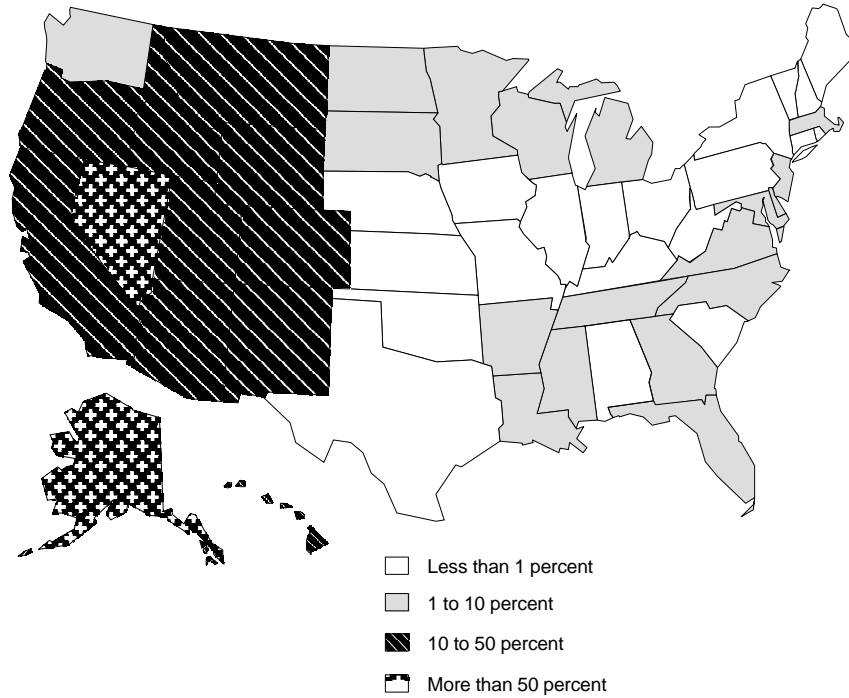 Less than 1 percent
1 to 10 percent
10 to 50 percent
More than 50 percent